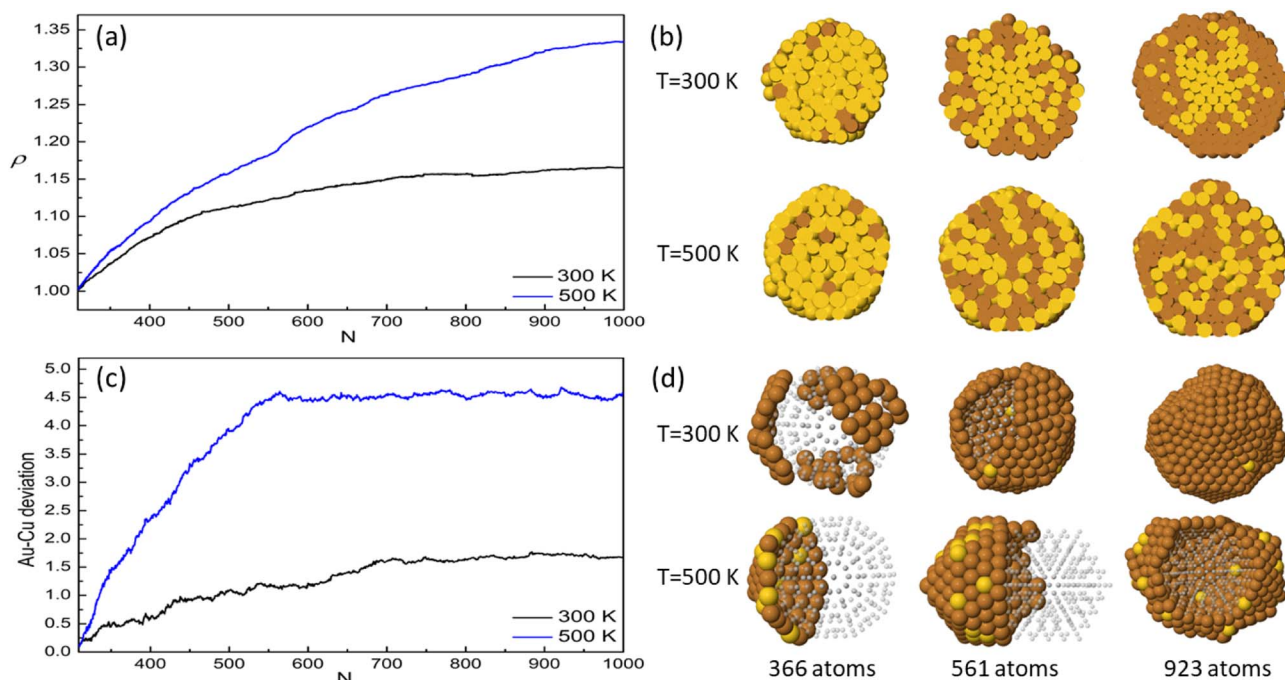 (a)
1.35
1.30
1.25
1.20
1.15
1.10
1.05
1.00
ρ
300 K
500 K
400 500 600 700 800 900 1000
N
(b)
T=300 K
T=500 K
(c)
5.0
4.5
4.0
3.5
3.0
2.5
2.0
1.5
1.0
0.5
0.0
Au-Cu deviation
300 K
500 K
400 500 600 700 800 900 1000
N
(d)
T=300 K
T=500 K
366 atoms 561 atoms 923 atoms